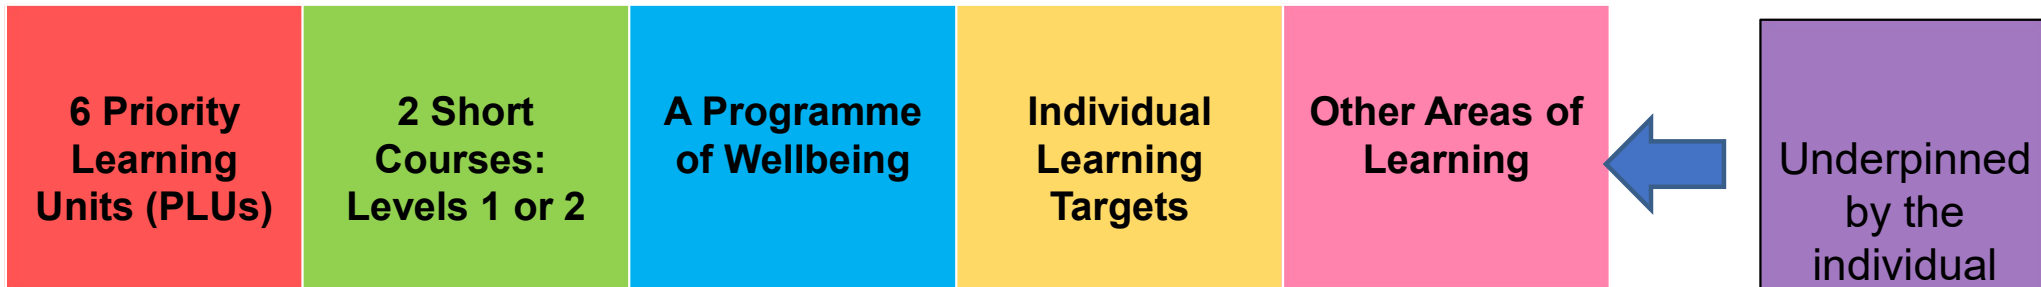 6 Priority
Learning
Units (PLUs)
2 Short
Courses:
Levels 1 or 2
A Programme
of Wellbeing
Individual
Learning
Targets
Other Areas of
Learning
Underpinned
by the
individual